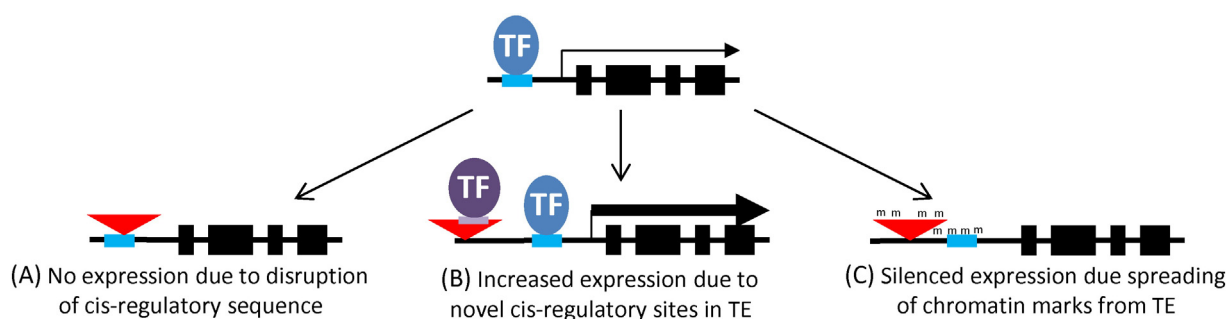 TF
TF
TF
m m m m
m m m m
(A) No expression due to disruption
of cis-regulatory sequence
(B) Increased expression due to
novel cis-regulatory sites in TE
(C) Silenced expression due spreading
of chromatin marks from TE